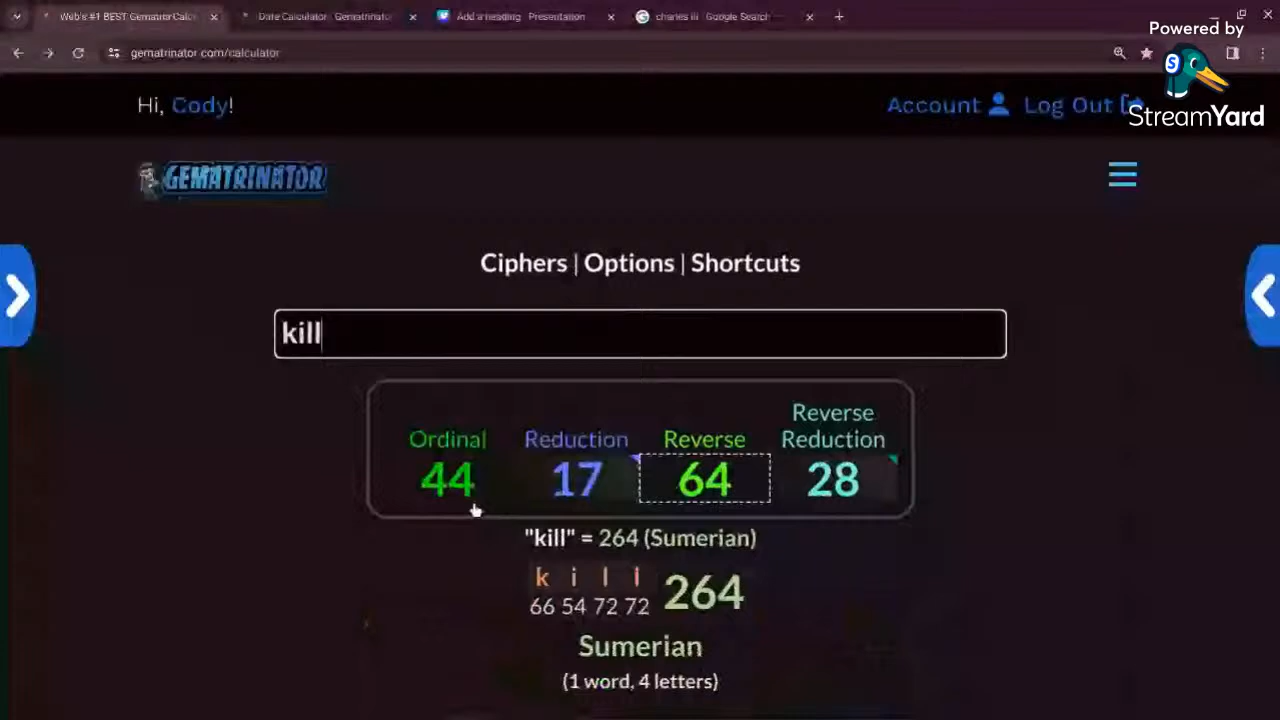 Web's #1 BEST Gematria Calc
Date Calculator - Gematrinato
Add a heading - Presentation
charles iii - Google Search
gematrinator.com/calculator
Powered by
StreamYard
Hi, Cody!
Account
Log Out
GEMATRINATOR
Ciphers | Options | Shortcuts
kill
Ordinal
44
Reduction
17
Reverse
64
Reverse
Reduction
28
"kill" = 264 (Sumerian)
k i l l
66 54 72 72
264
Sumerian
(1 word, 4 letters)